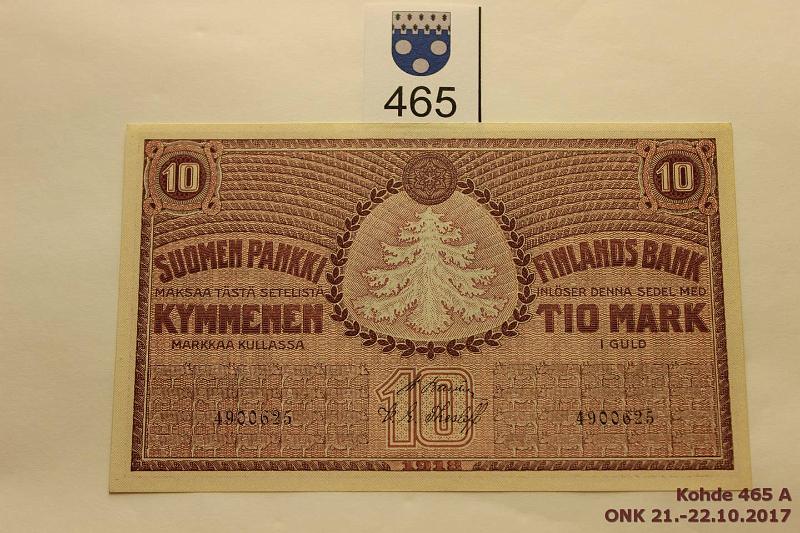 465
10
10
SUOMEN PANKKI
FINLANDS BANK
MAKSAA TÄSTÄ SETELISTÄ
INLÖSER DENNA SEDEL MED
KYMMENEN
TIO MARK
MARKKAA KULLASSA
I GULD
10
4900625
4900625
1918
Kohde 465 A
ONK 21.-22.10.2017